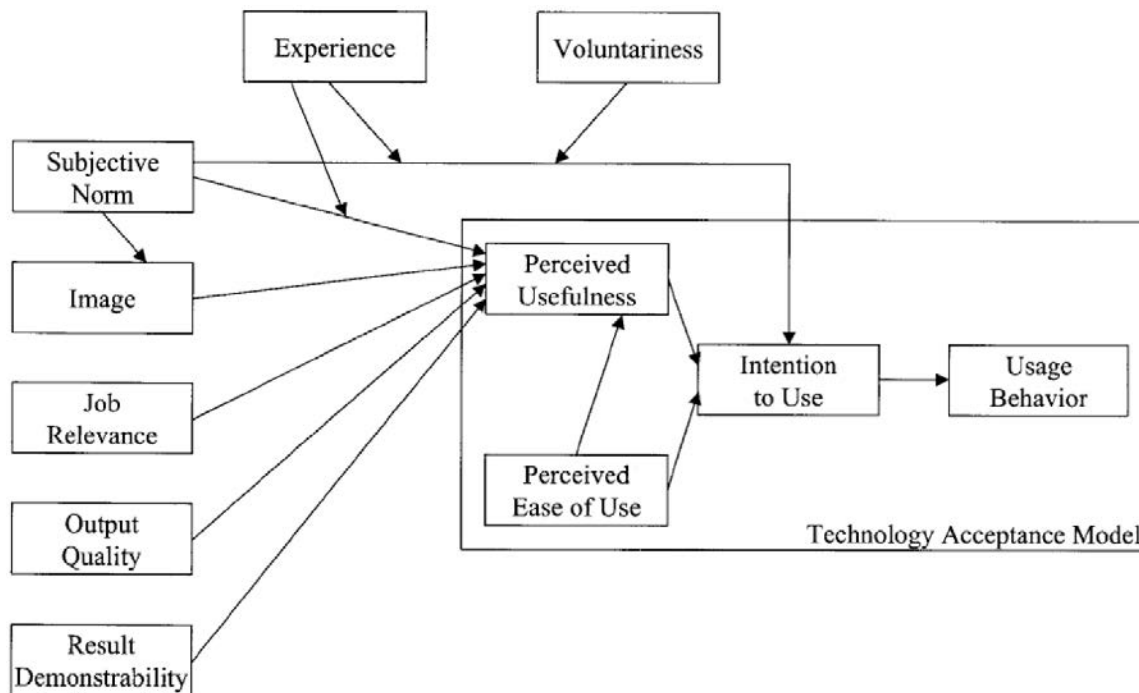 Experience
Voluntariness
Subjective
Norm
Image
Job
Relevance
Output
Quality
Result
Demonstrability
Perceived
Usefulness
Perceived
Ease of Use
Intention
to Use
Usage
Behavior
Technology Acceptance Model